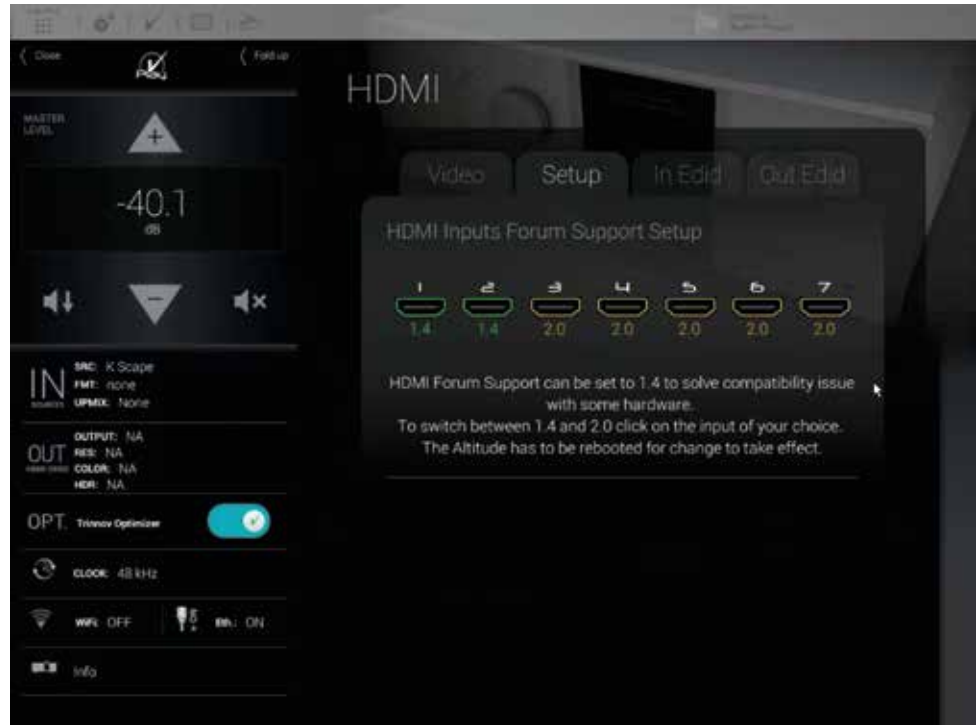 Close
Fold up
MASTER
LEVEL
+
-40.1
dB
−
IN
SRC: K Scape
FMT: none
UPMIX: None
OUT
OUTPUT: NA
RES: NA
COLOR: NA
HDR: NA
OPT. Trinnov Optimizer
CLOCK: 48 kHz
WiFi: OFF
Eth.: ON
Info
HDMI
Video Setup In Edid Out Edid
HDMI Inputs Forum Support Setup
1 2 3 4 5 6 7
1.4 1.4 2.0 2.0 2.0 2.0 2.0
HDMI Forum Support can be set to 1.4 to solve compatibility issue
with some hardware.
To switch between 1.4 and 2.0 click on the input of your choice.
The Altitude has to be rebooted for change to take effect.